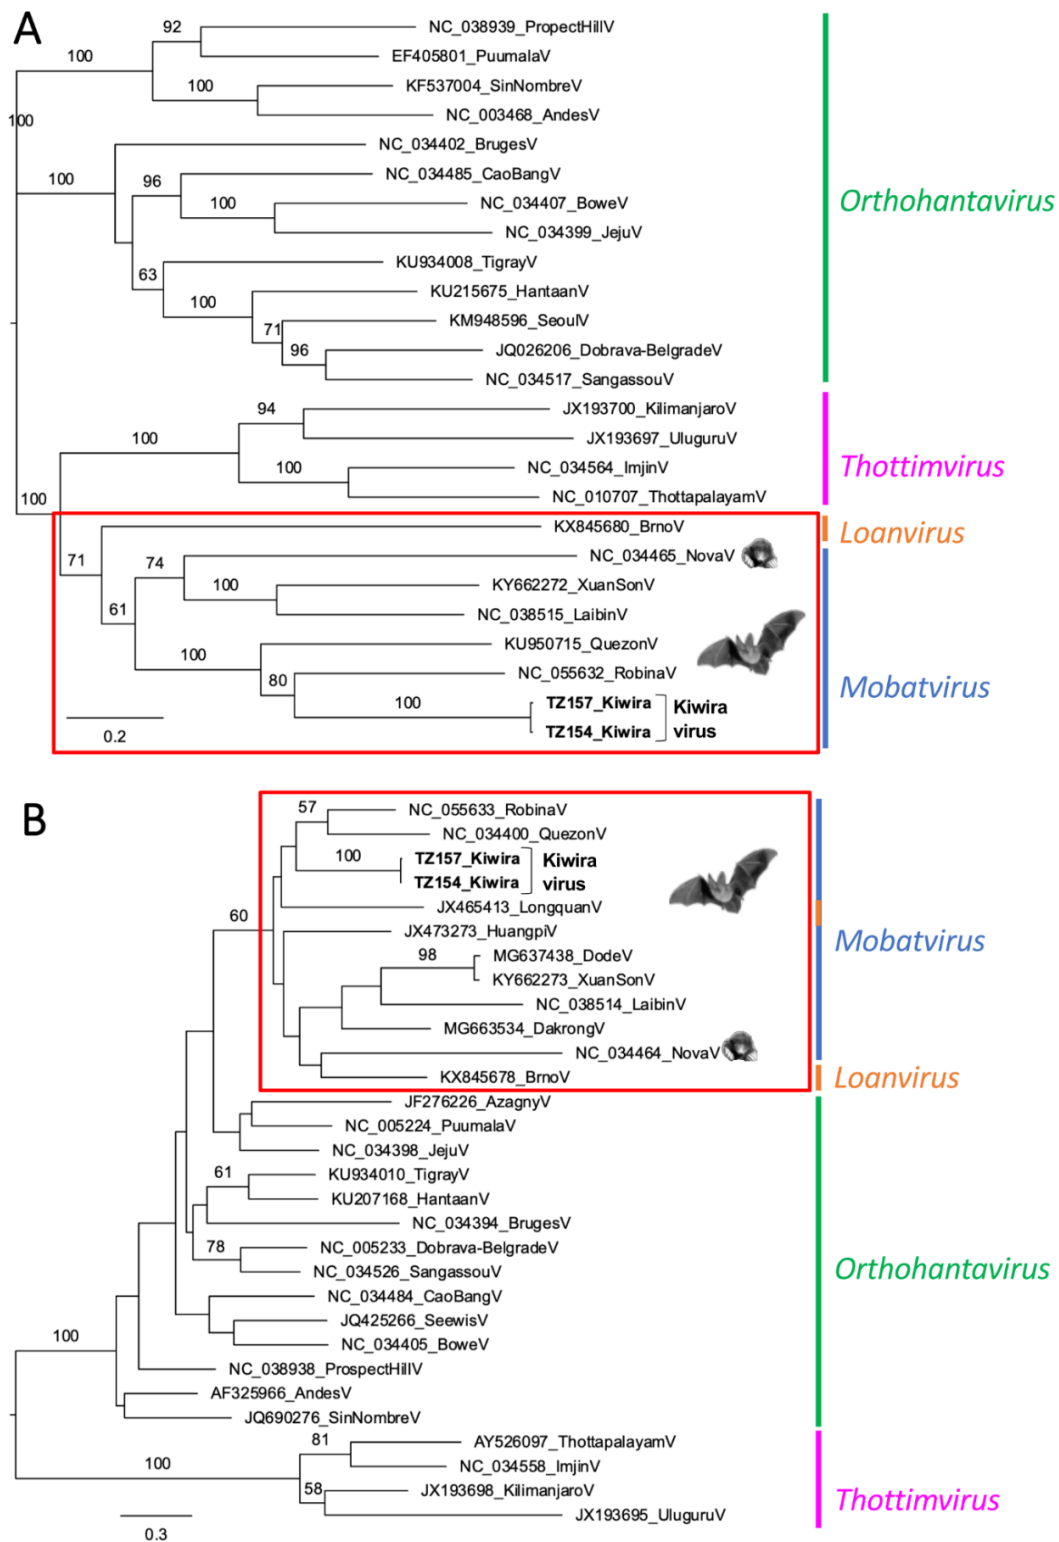 A
92
NC_038939_PropectHillV
100
EF405801_PuumalaV
100
KF537004_SinNombreV
NC_003468_AndesV
100
NC_034402_BrugesV
100
96
NC_034485_CaoBangV
100
NC_034407_BoweV
Orthohantavirus
NC_034399_JejuV
63
KU934008_TigrayV
100
KU215675_HantaanV
71
KM948596_SeoulV
96
JQ026206_Dobrava-BelgradeV
NC_034517_SangassouV
94
JX193700_KilimanjaroV
100
JX193697_UluguruV
100
NC_034564_ImjinV
Thottimvirus
100
NC_010707_ThottapalayamV
KX845680_BrnoV
Loanvirus
71
74
NC_034465_NovaV
100
KY662272_XuanSonV
61
NC_038515_LaibinV
100
KU950715_QuezonV
80
NC_055632_RobinaV
Mobatvirus
100
TZ157_Kiwira
Kiwira
0.2
TZ154_Kiwira
virus
B
57
NC_055633_RobinaV
NC_034400_QuezonV
100
TZ157_Kiwira
Kiwira
TZ154_Kiwira
virus
60
JX465413_LongquanV
JX473273_HuangpiV
Mobatvirus
98
MG637438_DodeV
KY662273_XuanSonV
NC_038514_LaibinV
MG663534_DakrongV
NC_034464_NovaV
KX845678_BrnoV
Loanvirus
JF276226_AzagnyV
NC_005224_PuumalaV
NC_034398_JejuV
61
KU934010_TigrayV
KU207168_HantaanV
NC_034394_BrugesV
78
NC_005233_Dobrava-BelgradeV
NC_034526_SangassouV
Orthohantavirus
NC_034484_CaoBangV
JQ425266_SeewisV
100
NC_034405_BoweV
NC_038938_ProspectHillV
AF325966_AndesV
JQ690276_SinNombreV
81
AY526097_ThottapalayamV
100
NC_034558_ImjinV
58
JX193698_KilimanjaroV
Thottimvirus
JX193695_UluguruV
0.3